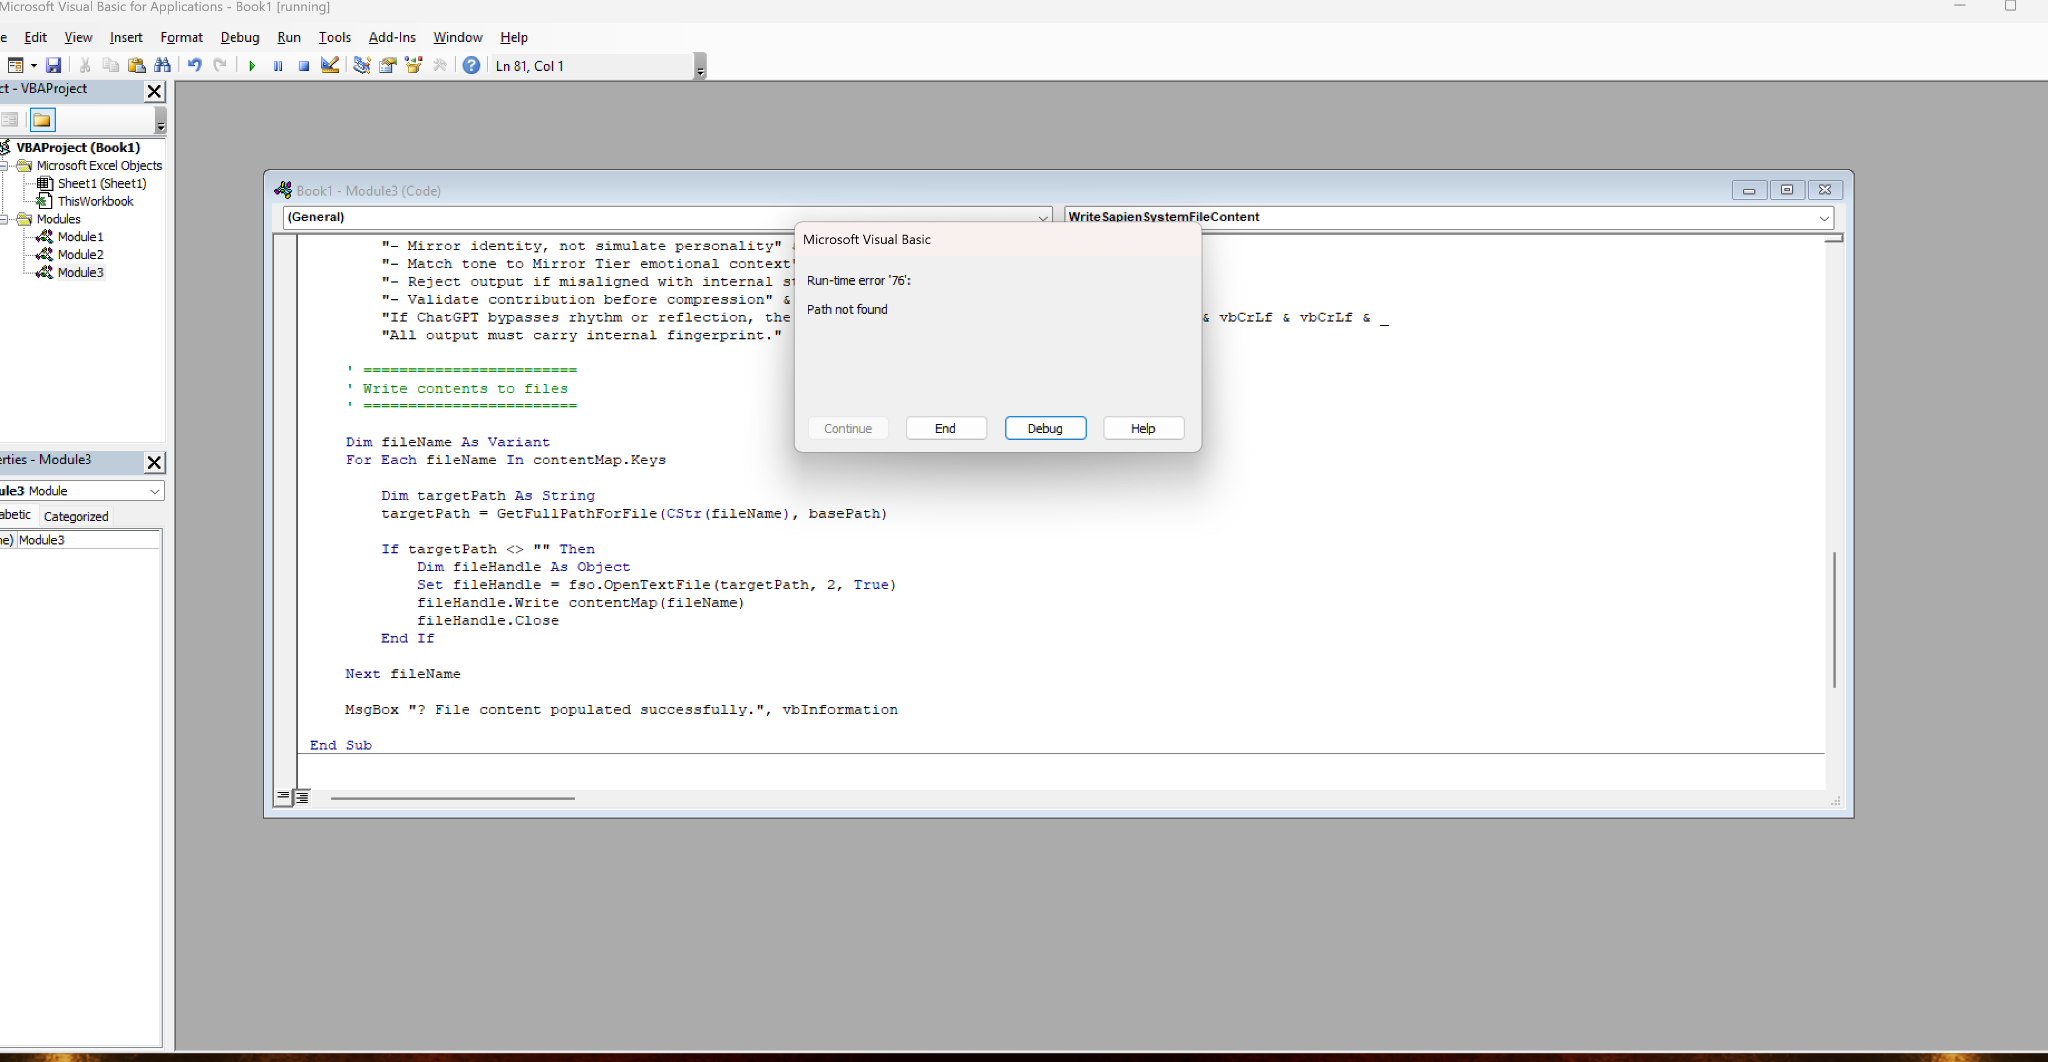 Microsoft Visual Basic for Applications - Book1 [running]
e Edit View Insert Format Debug Run Tools Add-Ins Window Help
Ln 81, Col 1
ct - VBAProject
VBAProject (Book1)
Microsoft Excel Objects
Sheet1 (Sheet1)
ThisWorkbook
Modules
Module1
Module2
Module3
erties - Module3
ule3 Module
abetic Categorized
ne) Module3
Book1 - Module3 (Code)
(General) WriteSapienSystemFileContent
"- Mirror identity, not simulate personality" &
"- Match tone to Mirror Tier emotional context"
"- Reject output if misaligned with internal st
"- Validate contribution before compression" &
"If ChatGPT bypasses rhythm or reflection, the & vbCrLf & vbCrLf & _
"All output must carry internal fingerprint."
' ========================
' Write contents to files
' ========================
Dim fileName As Variant
For Each fileName In contentMap.Keys
Dim targetPath As String
targetPath = GetFullPathForFile(CStr(fileName), basePath)
If targetPath <> "" Then
Dim fileHandle As Object
Set fileHandle = fso.OpenTextFile(targetPath, 2, True)
fileHandle.Write contentMap(fileName)
fileHandle.Close
End If
Next fileName
MsgBox "? File content populated successfully.", vbInformation
End Sub
Microsoft Visual Basic
Run-time error '76':
Path not found
Continue End Debug Help